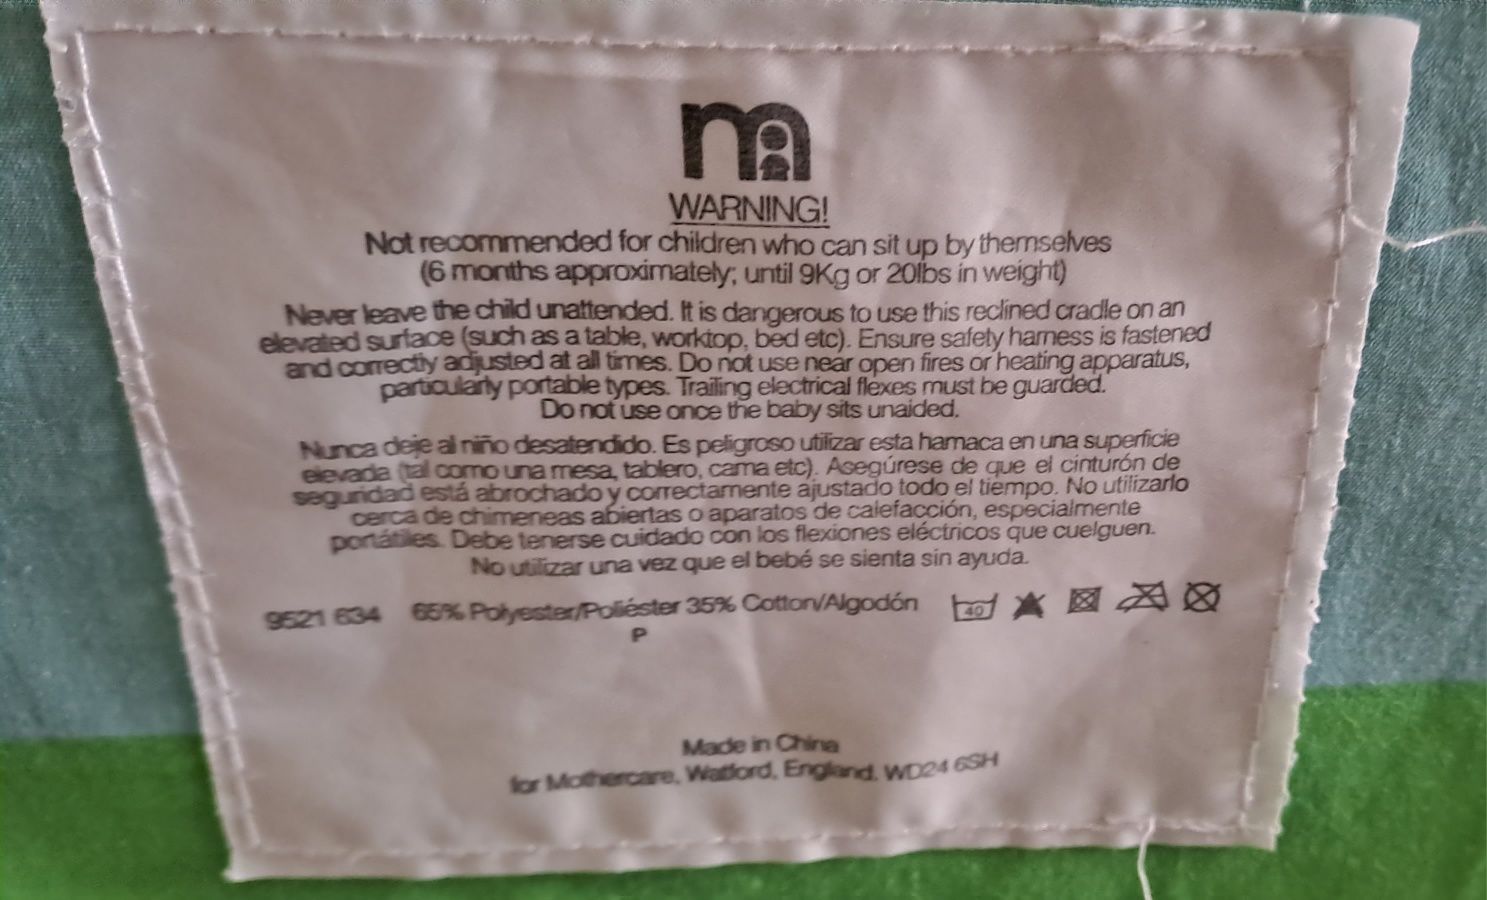 m
WARNING!
Not recommended for children who can sit up by themselves
(6 months approximately; until 9Kg or 20lbs in weight)
Never leave the child unattended. It is dangerous to use this reclined cradle on an
elevated surface (such as a table, worktop, bed etc). Ensure safety harness is fastened
and correctly adjusted at all times. Do not use near open fires or heating apparatus,
particularly portable types. Trailing electrical flexes must be guarded.
Do not use once the baby sits unaided.
Nunca deje al niño desatendido. Es peligroso utilizar esta hamaca en una superficie
elevada (tal como una mesa, tablero, cama etc). Asegúrese de que el cinturón de
seguridad está abrochado y correctamente ajustado todo el tiempo. No utilizarlo
cerca de chimeneas abiertas o aparatos de calefacción, especialmente
portátiles. Debe tenerse cuidado con los flexiones eléctricos que cuelguen.
No utilizar una vez que el bebé se sienta sin ayuda.
9521 634 65% Polyester/Poliéster 35% Cotton/Algodón 40
P
Made in China
for Mothercare, Watford, England, WD24 6SH